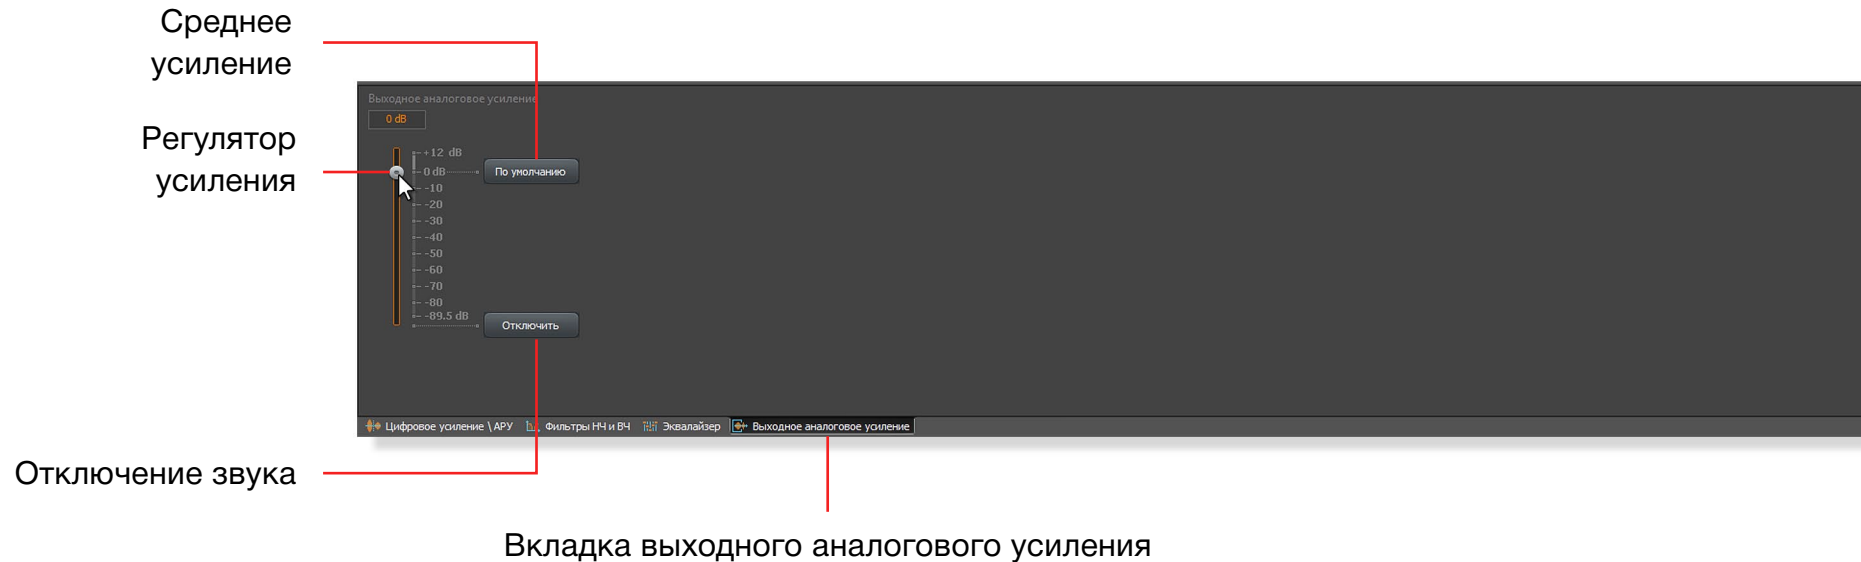 Среднее
усиление
Регулятор
усиления
Выходное аналоговое усиление
0 dB
+12 dB
0 dB
По умолчанию
-10
-20
-30
-40
-50
-60
-70
-80
-89.5 dB
Отключить
Цифровое усиление \ АРУ Фильтры НЧ и ВЧ Эквалайзер Выходное аналоговое усиление
Отключение звука
Вкладка выходного аналогового усиления